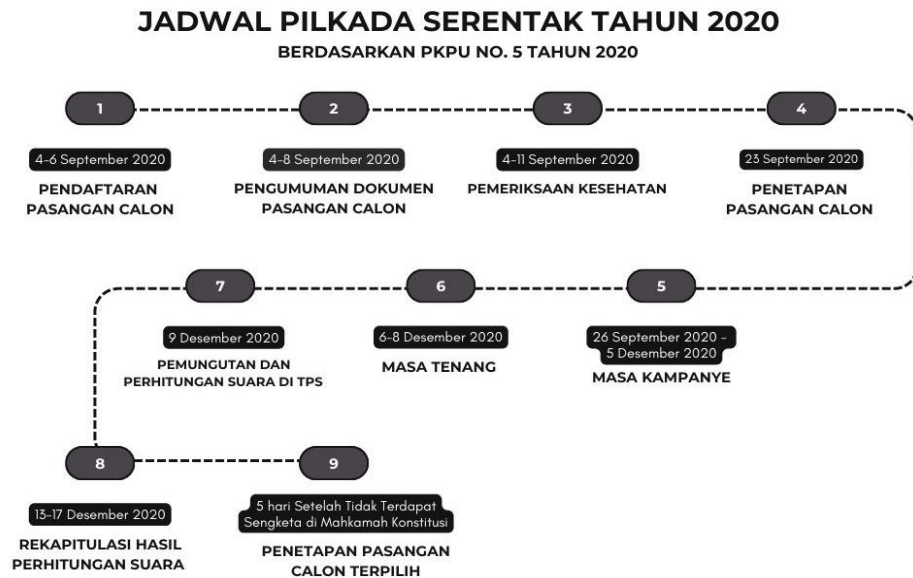 JADWAL PILKADA SERENTAK TAHUN 2020
BERDASARKAN PKPU NO. 5 TAHUN 2020
1
4-6 September 2020
PENDAFTARAN
PASANGAN CALON
2
4-8 September 2020
PENGUMUMAN DOKUMEN
PASANGAN CALON
3
4-11 September 2020
PEMERIKSAAN KESEHATAN
4
23 September 2020
PENETAPAN
PASANGAN CALON
5
26 September 2020 -
5 Desember 2020
MASA KAMPANYE
6
6-8 Desember 2020
MASA TENANG
7
9 Desember 2020
PEMUNGUTAN DAN
PERHITUNGAN SUARA DI TPS
8
13-17 Desember 2020
REKAPITULASI HASIL
PERHITUNGAN SUARA
9
5 hari Setelah Tidak Terdapat
Sengketa di Mahkamah Konstitusi
PENETAPAN PASANGAN
CALON TERPILIH